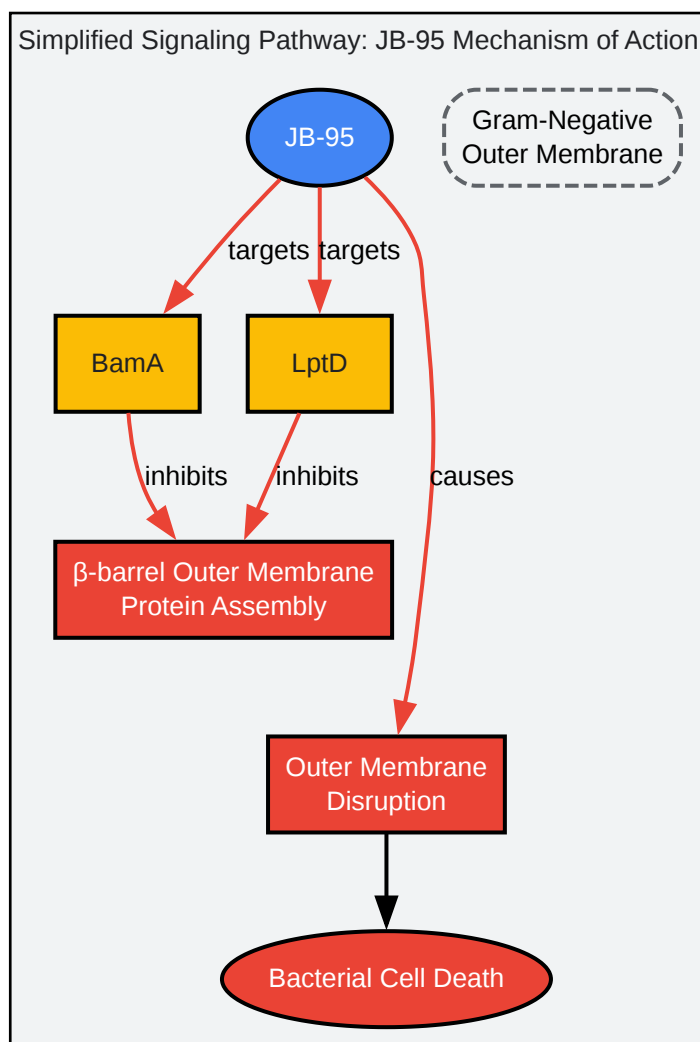 Simplified Signaling Pathway: JB-95 Mechanism of Action
JB-95
Gram-Negative
Outer Membrane
targets
targets
BamA
LptD
inhibits
inhibits
causes
β-barrel Outer Membrane
Protein Assembly
Outer Membrane
Disruption
Bacterial Cell Death